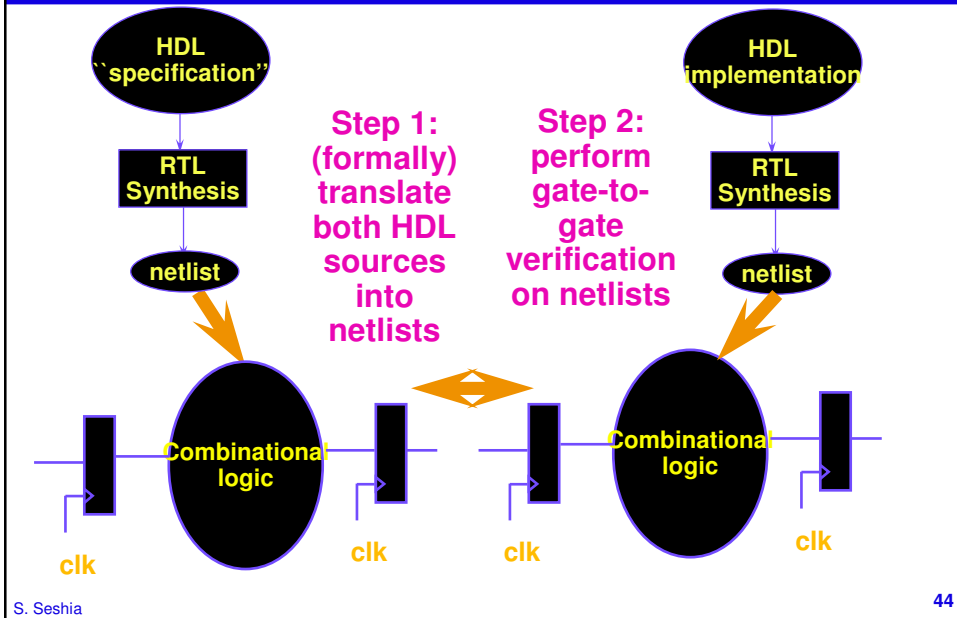 HDL
``specification''
RTL
Synthesis
netlist
Step 1:
(formally)
translate
both HDL
sources
into
netlists
Step 2:
perform
gate-to-
gate
verification
on netlists
HDL
implementation
RTL
Synthesis
netlist
Combinational
logic
clk
clk
Combinational
logic
clk
clk
S. Seshia
44